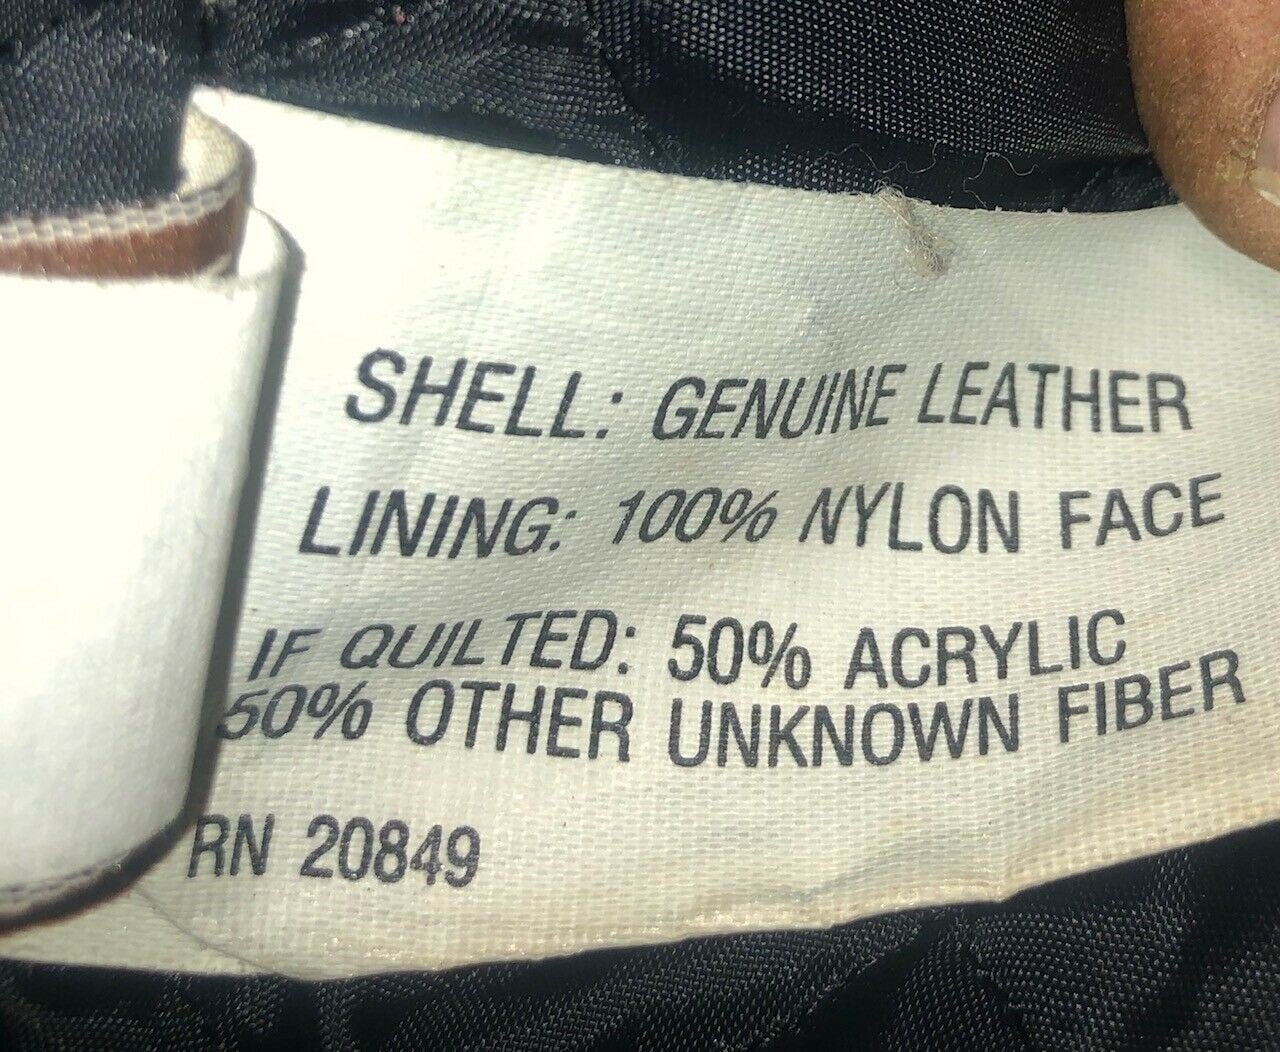 SHELL: GENUINE LEATHER
LINING: 100% NYLON FACE
IF QUILTED: 50% ACRYLIC
50% OTHER UNKNOWN FIBER
RN 20849